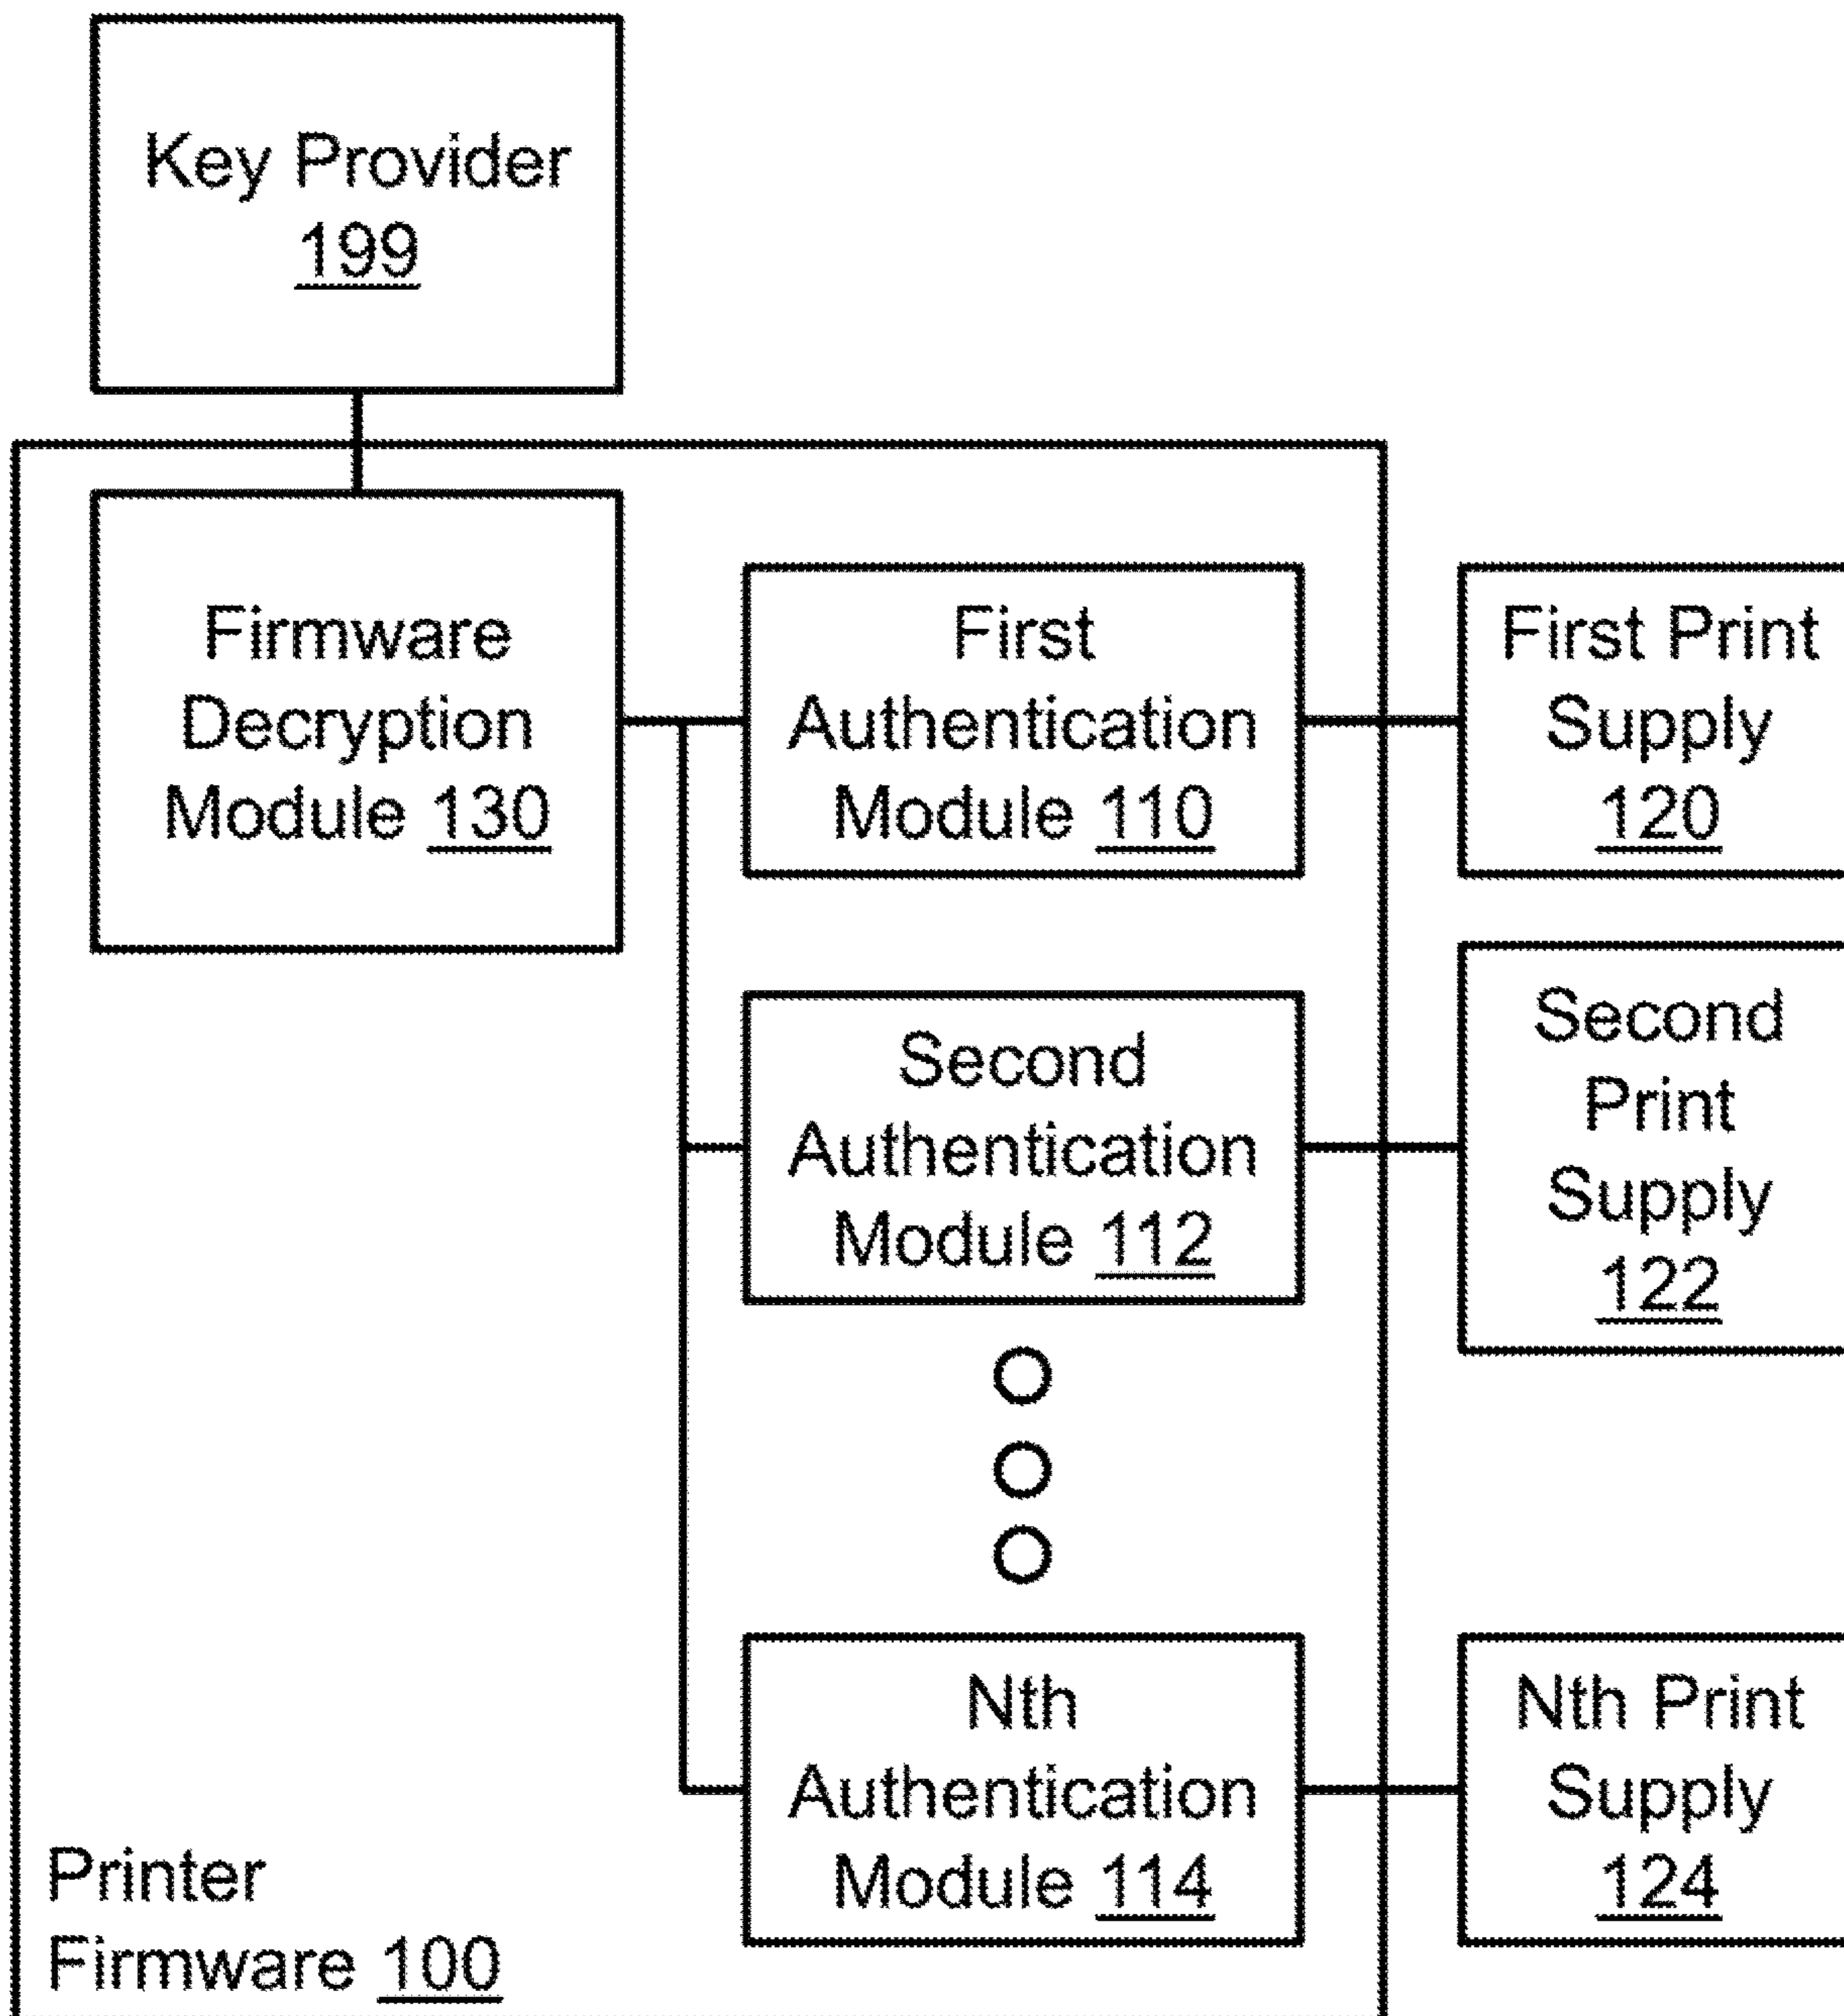 Key Provider
199
Firmware
Decryption
Module 130
First
Authentication
Module 110
First Print
Supply
120
Second
Authentication
Module 112
Second
Print
Supply
122
Nth
Authentication
Module 114
Nth Print
Supply
124
Printer
Firmware 100